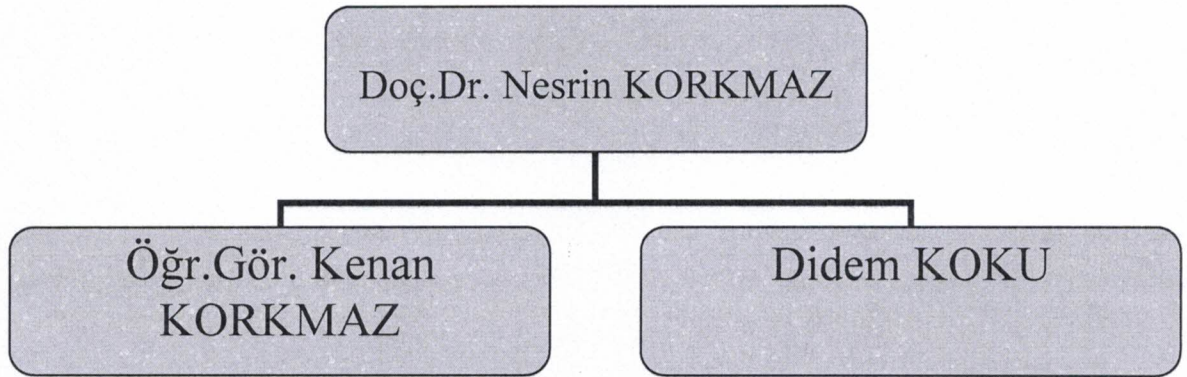 Doç.Dr. Nesrin KORKMAZ
Öğr.Gör. Kenan
KORKMAZ
Didem KOKU